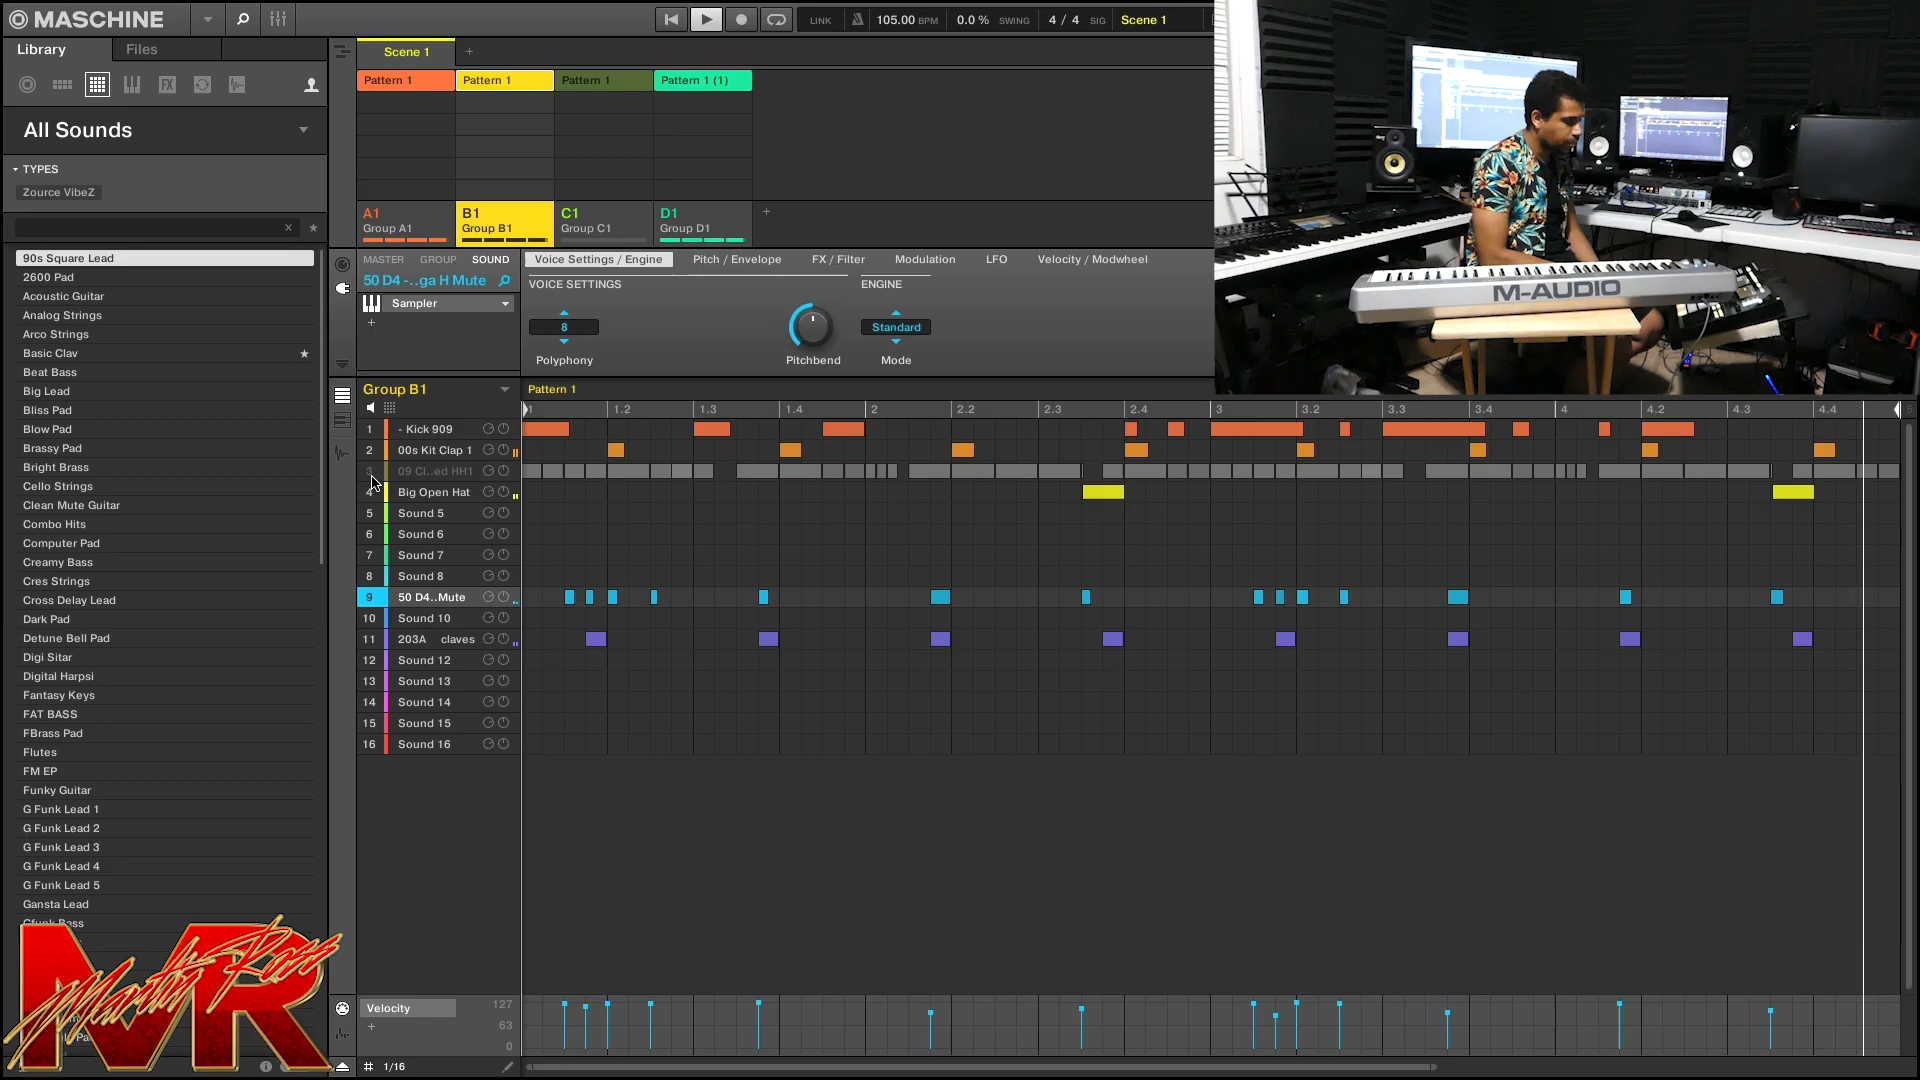 MASCHINE
LINK
105.00 BPM
0.0 % SWING
4 / 4 SIG
Scene 1
Library
Files
Scene 1
+
Pattern 1
Pattern 1
Pattern 1
Pattern 1 (1)
FX
All Sounds
TYPES
Zource VibeZ
A1
Group A1
B1
Group B1
C1
Group C1
D1
Group D1
+
90s Square Lead
2600 Pad
Acoustic Guitar
Analog Strings
Arco Strings
Basic Clav
Beat Bass
Big Lead
Bliss Pad
Blow Pad
Brassy Pad
Bright Brass
Cello Strings
Clean Mute Guitar
Combo Hits
Computer Pad
Creamy Bass
Cres Strings
Cross Delay Lead
Dark Pad
Detune Bell Pad
Digi Sitar
Digital Harpsi
Fantasy Keys
FAT BASS
FBrass Pad
Flutes
FM EP
Funky Guitar
G Funk Lead 1
G Funk Lead 2
G Funk Lead 3
G Funk Lead 4
G Funk Lead 5
Gansta Lead
MASTER GROUP SOUND
50 D4 -..ga H Mute
Sampler
+
Voice Settings / Engine
Pitch / Envelope
FX / Filter
Modulation
LFO
Velocity / Modwheel
VOICE SETTINGS
ENGINE
8
Standard
Polyphony
Pitchbend
Mode
M-AUDIO
Group B1
Pattern 1
1 1.2 1.3 1.4 2 2.2 2.3 2.4 3 3.2 3.3 3.4 4 4.2 4.3 4.4 5
1 - Kick 909
2 00s Kit Clap 1
3 09 Cl..ed HH1
4 Big Open Hat
5 Sound 5
6 Sound 6
7 Sound 7
8 Sound 8
9 50 D4..Mute
10 Sound 10
11 203A claves
12 Sound 12
13 Sound 13
14 Sound 14
15 Sound 15
16 Sound 16
Velocity
+
127
63
0
1/16
MR
Martin Ross